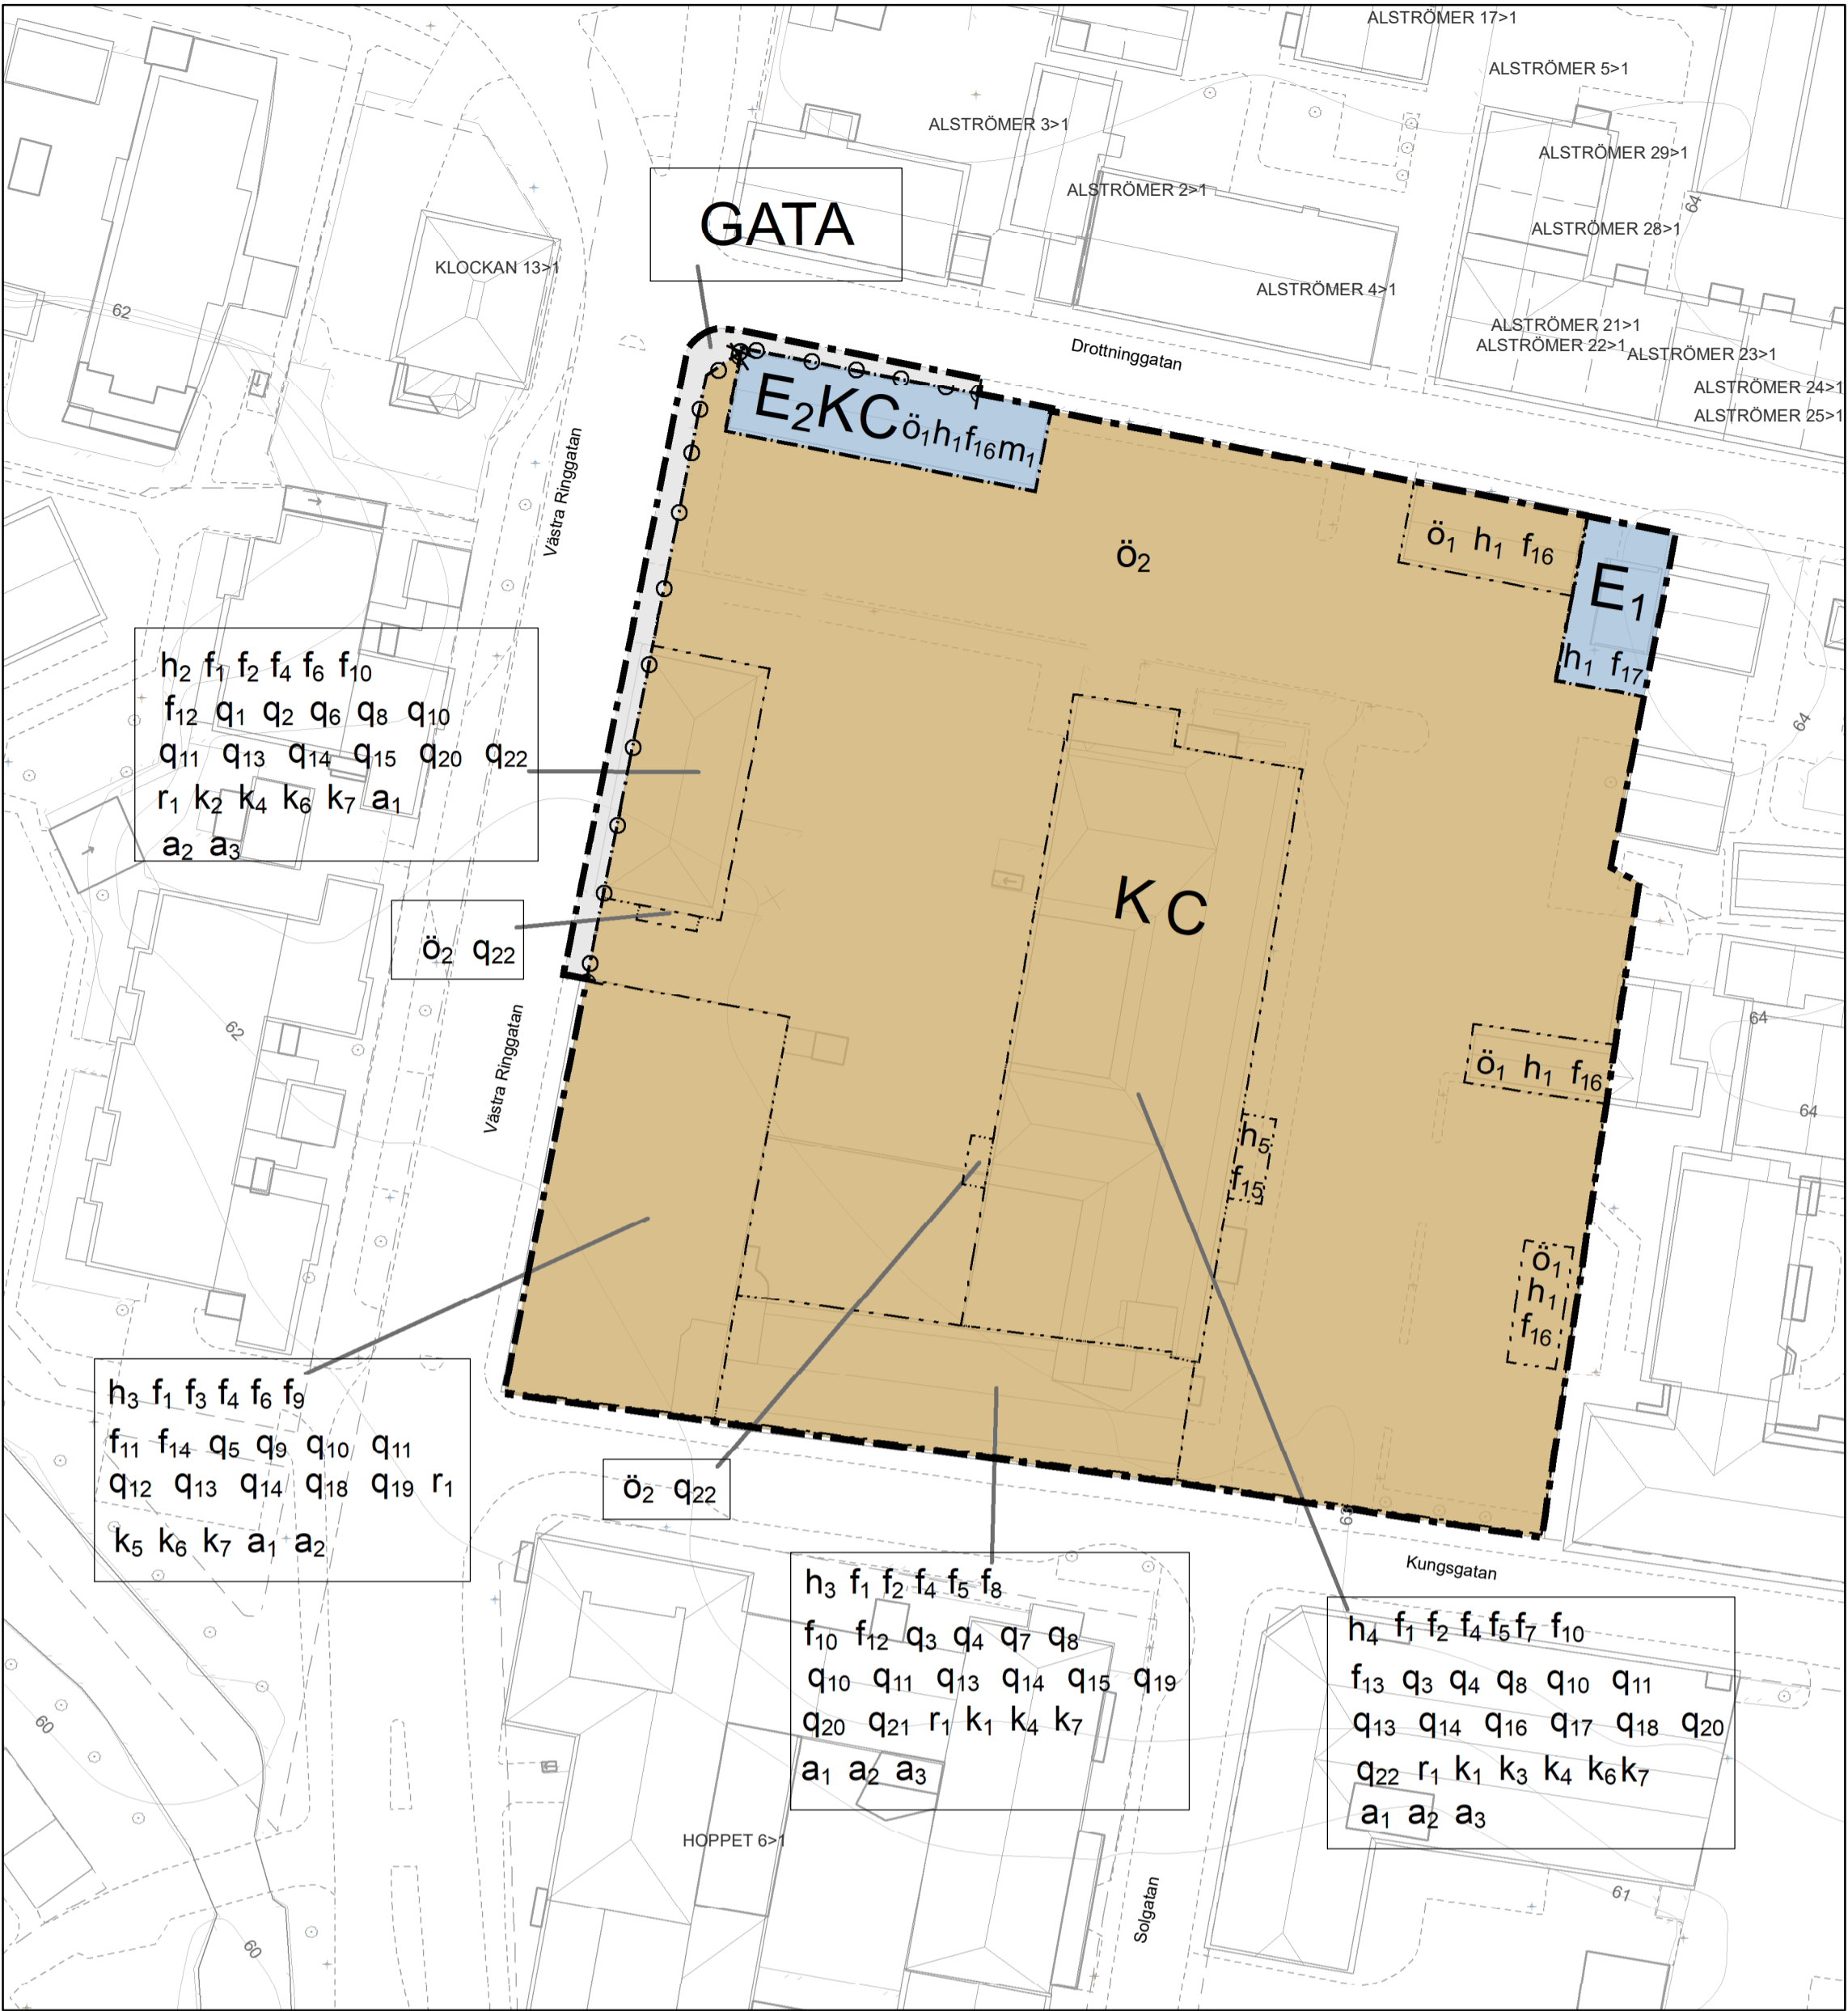 ALSTRÖMER 17>1
ALSTRÖMER 5>1
ALSTRÖMER 3>1
ALSTRÖMER 29>1
ALSTRÖMER 2>1
64
ALSTRÖMER 28>1
GATA
KLOCKAN 13>1
ALSTRÖMER 4>1
62
ALSTRÖMER 21>1
ALSTRÖMER 22>1
ALSTRÖMER 23>1
Drottninggatan
ALSTRÖMER 24>1
ALSTRÖMER 25>1
E₂KC ö₁h₁f₁₆m₁
Västra Ringgatan
ö₂
ö₁ h₁ f₁₆
E₁
h₁ f₁₇
64
h₂ f₁ f₂ f₄ f₆ f₁₀
f₁₂ q₁ q₂ q₆ q₈ q₁₀
q₁₁ q₁₃ q₁₄ q₁₅ q₂₀ q₂₂
r₁ k₂ k₄ k₆ k₇ a₁
a₂ a₃
KC
ö₂ q₂₂
62
64
Västra Ringgatan
ö₁ h₁ f₁₆
64
h₅
f₁₅
ö₁
h₁
f₁₆
h₃ f₁ f₃ f₄ f₆ f₉
f₁₁ f₁₄ q₅ q₉ q₁₀ q₁₁
q₁₂ q₁₃ q₁₄ q₁₈ q₁₉ r₁
k₅ k₆ k₇ a₁ a₂
ö₂ q₂₂
63
Kungsgatan
h₃ f₁ f₂ f₄ f₅ f₈
f₁₀ f₁₂ q₃ q₄ q₇ q₈
q₁₀ q₁₁ q₁₃ q₁₄ q₁₅ q₁₉
q₂₀ q₂₁ r₁ k₁ k₄ k₇
a₁ a₂ a₃
h₄ f₁ f₂ f₄ f₅ f₇ f₁₀
f₁₃ q₃ q₄ q₈ q₁₀ q₁₁
q₁₃ q₁₄ q₁₆ q₁₇ q₁₈ q₂₀
q₂₂ r₁ k₁ k₃ k₄ k₆ k₇
a₁ a₂ a₃
60
HOPPET 6>1
Solgatan
61
60